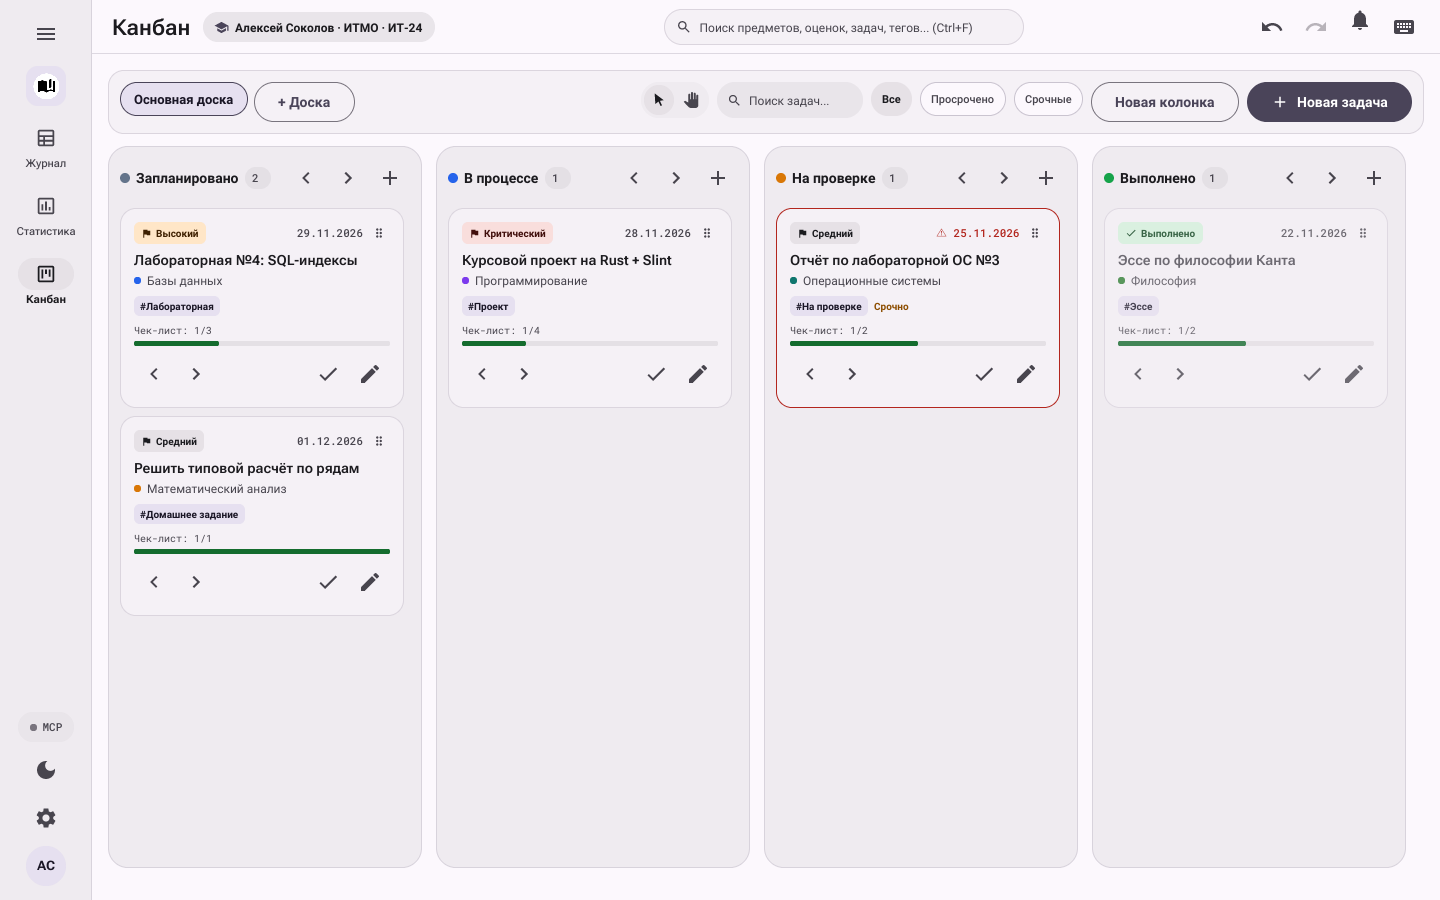 Канбан
Алексей Соколов · ИТМО · ИТ-24
Поиск предметов, оценок, задач, тегов... (Ctrl+F)
Журнал
Статистика
Канбан
MCP
АС
Основная доска
+ Доска
Поиск задач...
Все
Просрочено
Срочные
Новая колонка
Новая задача
Запланировано 2
Высокий 29.11.2026
Лабораторная №4: SQL-индексы
Базы данных
#Лабораторная
Чек-лист: 1/3
Средний 01.12.2026
Решить типовой расчёт по рядам
Математический анализ
#Домашнее задание
Чек-лист: 1/1
В процессе 1
Критический 28.11.2026
Курсовой проект на Rust + Slint
Программирование
#Проект
Чек-лист: 1/4
На проверке 1
Средний 25.11.2026
Отчёт по лабораторной ОС №3
Операционные системы
#На проверке Срочно
Чек-лист: 1/2
Выполнено 1
Выполнено 22.11.2026
Эссе по философии Канта
Философия
#Эссе
Чек-лист: 1/2